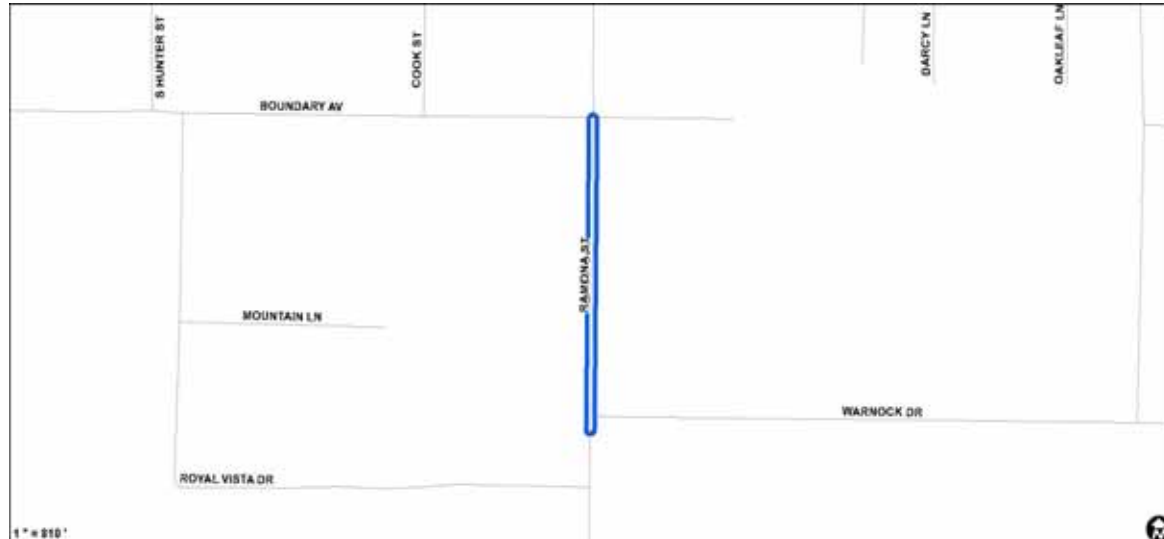 S HUNTER ST
COOK ST
DARCY LN
OAKLEAF LN
BOUNDARY AV
RAMONA ST
MOUNTAIN LN
WARNOCK DR
ROYAL VISTA DR
1 " = 810 '
N